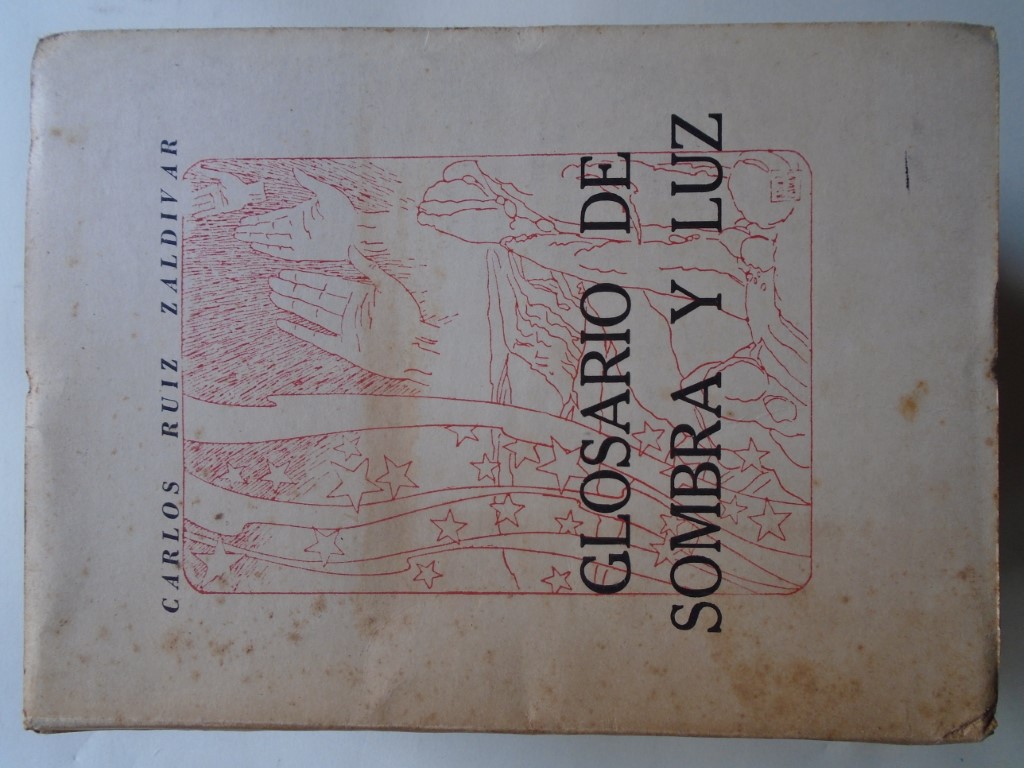 CARLOS RUIZ ZALDIVAR
GLOSARIO DE
SOMBRA Y LUZ